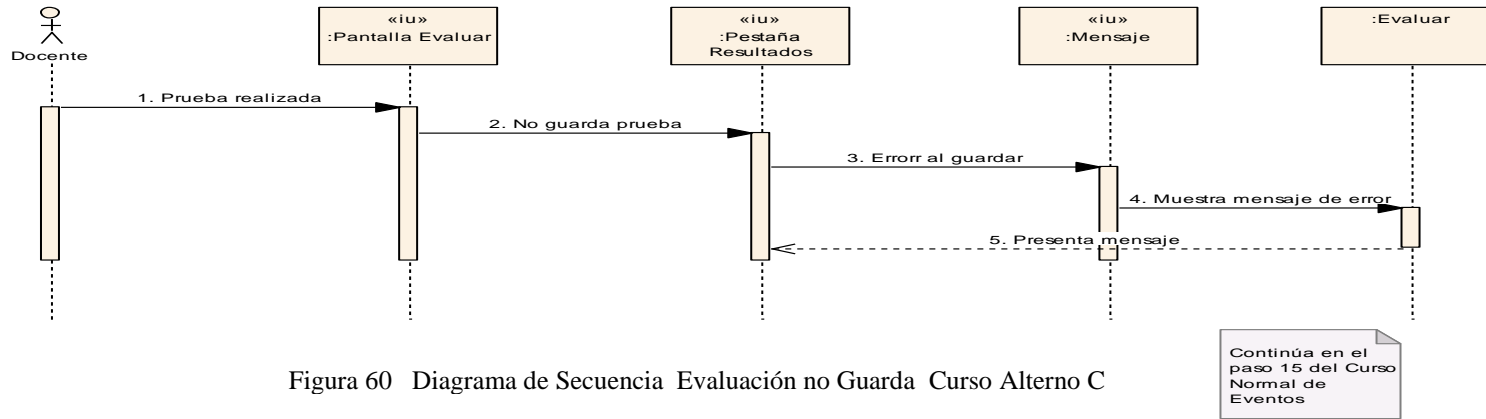 Docente
«iu»
:Pantalla Evaluar
«iu»
:Pestaña
Resultados
«iu»
:Mensaje
:Evaluar
1. Prueba realizada
2. No guarda prueba
3. Errorr al guardar
4. Muestra mensaje de error
5. Presenta mensaje
Continúa en el
paso 15 del Curso
Normal de
Eventos
Figura 60 Diagrama de Secuencia Evaluación no Guarda Curso Alterno C